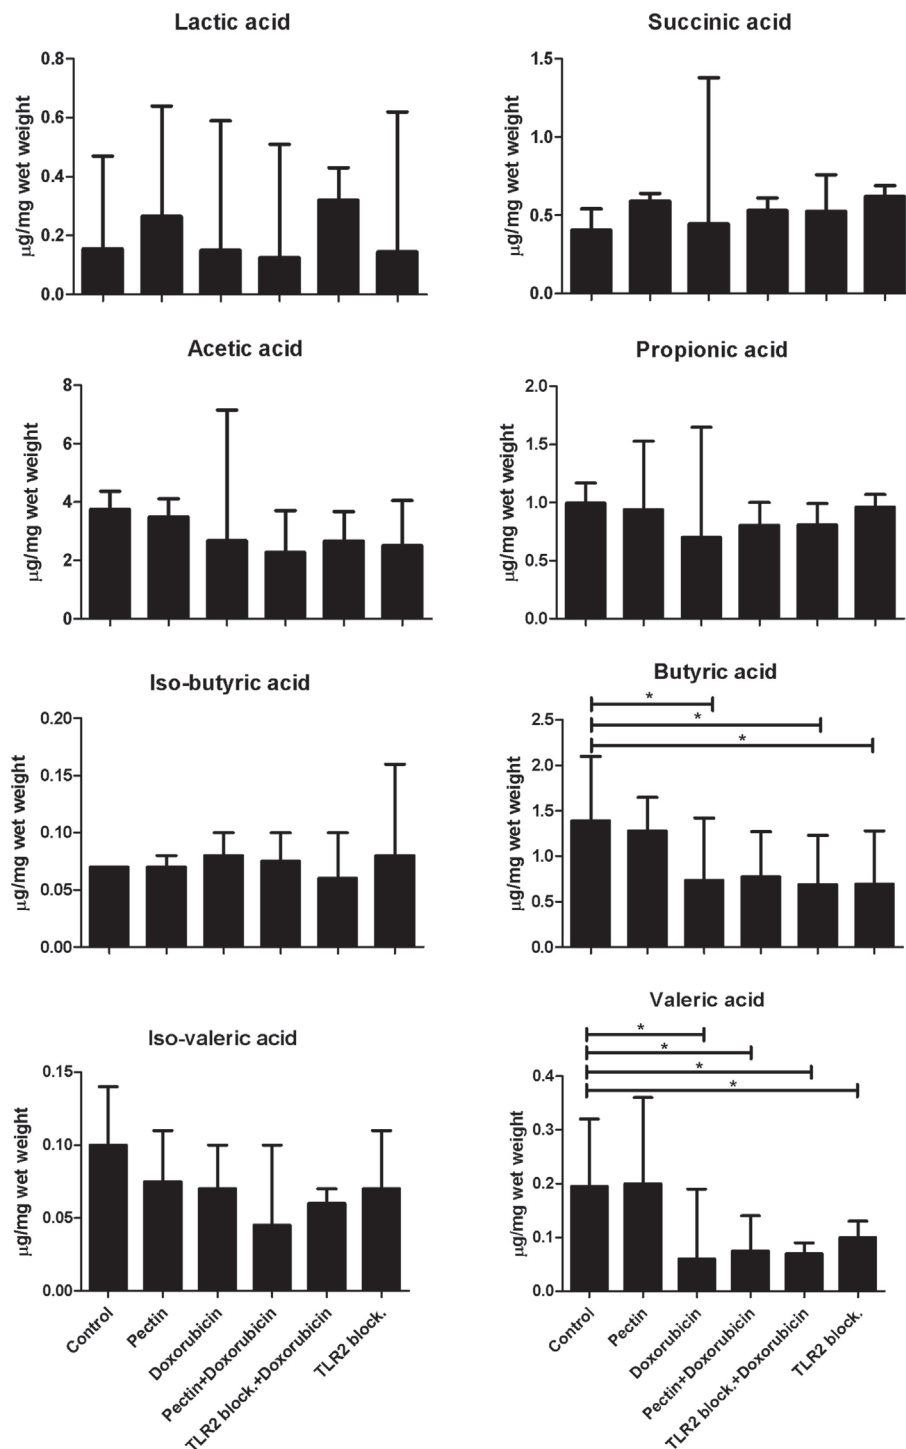 Lactic acid
μg/mg wet weight
0.8
0.6
0.4
0.2
0.0
Succinic acid
μg/mg wet weight
1.5
1.0
0.5
0.0
Acetic acid
μg/mg wet weight
8
6
4
2
0
Propionic acid
μg/mg wet weight
2.0
1.5
1.0
0.5
0.0
Iso-butyric acid
μg/mg wet weight
0.20
0.15
0.10
0.05
0.00
Butyric acid
*
*
*
μg/mg wet weight
2.5
2.0
1.5
1.0
0.5
0.0
Iso-valeric acid
μg/mg wet weight
0.15
0.10
0.05
0.00
Control
Pectin
Doxorubicin
Pectin+Doxorubicin
TLR2 block.+Doxorubicin
TLR2 block.
Valeric acid
*
*
*
*
μg/mg wet weight
0.4
0.3
0.2
0.1
0.0
Control
Pectin
Doxorubicin
Pectin+Doxorubicin
TLR2 block.+Doxorubicin
TLR2 block.